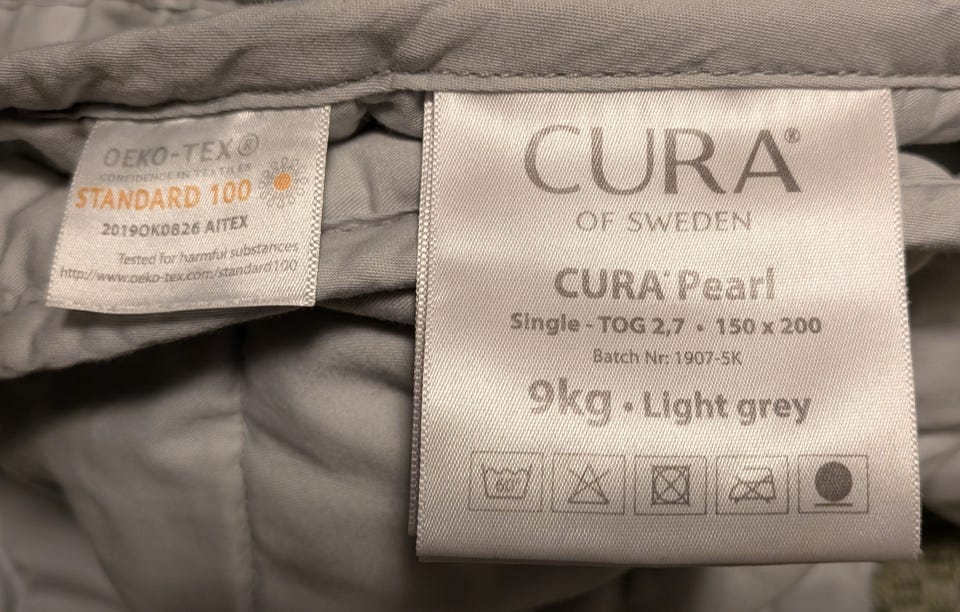 OEKO-TEX®
CONFIDENCE IN TEXTILES
STANDARD 100
2019OK0826 AITEX
Tested for harmful substances
http://www.oeko-tex.com/standard100
CURA®
OF SWEDEN
CURA® Pearl
Single - TOG 2,7 • 150 x 200
Batch Nr: 1907-5K
9kg • Light grey
60°